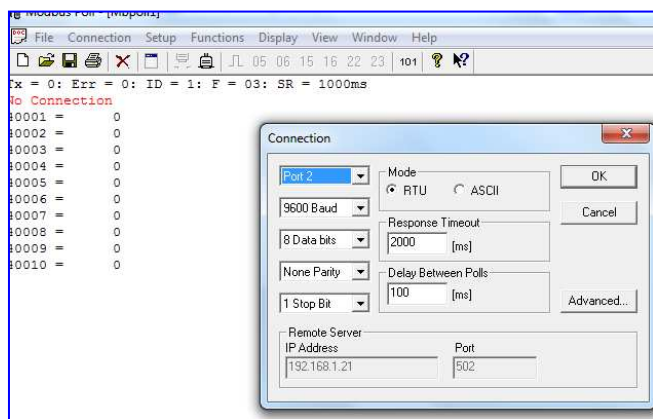 Modbus Poll - [Mbpoll1]
File Connection Setup Functions Display View Window Help
05 06 15 16 22 23 101
Tx = 0: Err = 0: ID = 1: F = 03: SR = 1000ms
No Connection
40001 = 0
40002 = 0
40003 = 0
40004 = 0
40005 = 0
40006 = 0
40007 = 0
40008 = 0
40009 = 0
40010 = 0
Connection
Port 2
9600 Baud
8 Data bits
None Parity
1 Stop Bit
Mode
RTU ASCII
Response Timeout
2000 [ms]
Delay Between Polls
100 [ms]
OK
Cancel
Advanced...
Remote Server
IP Address Port
192.168.1.21 502